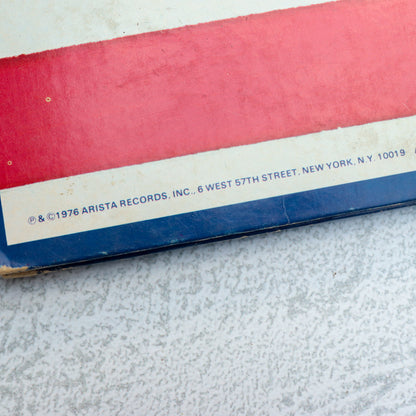 ℗ & ©1976 ARISTA RECORDS, INC., 6 WEST 57TH STREET, NEW YORK, N.Y. 10019